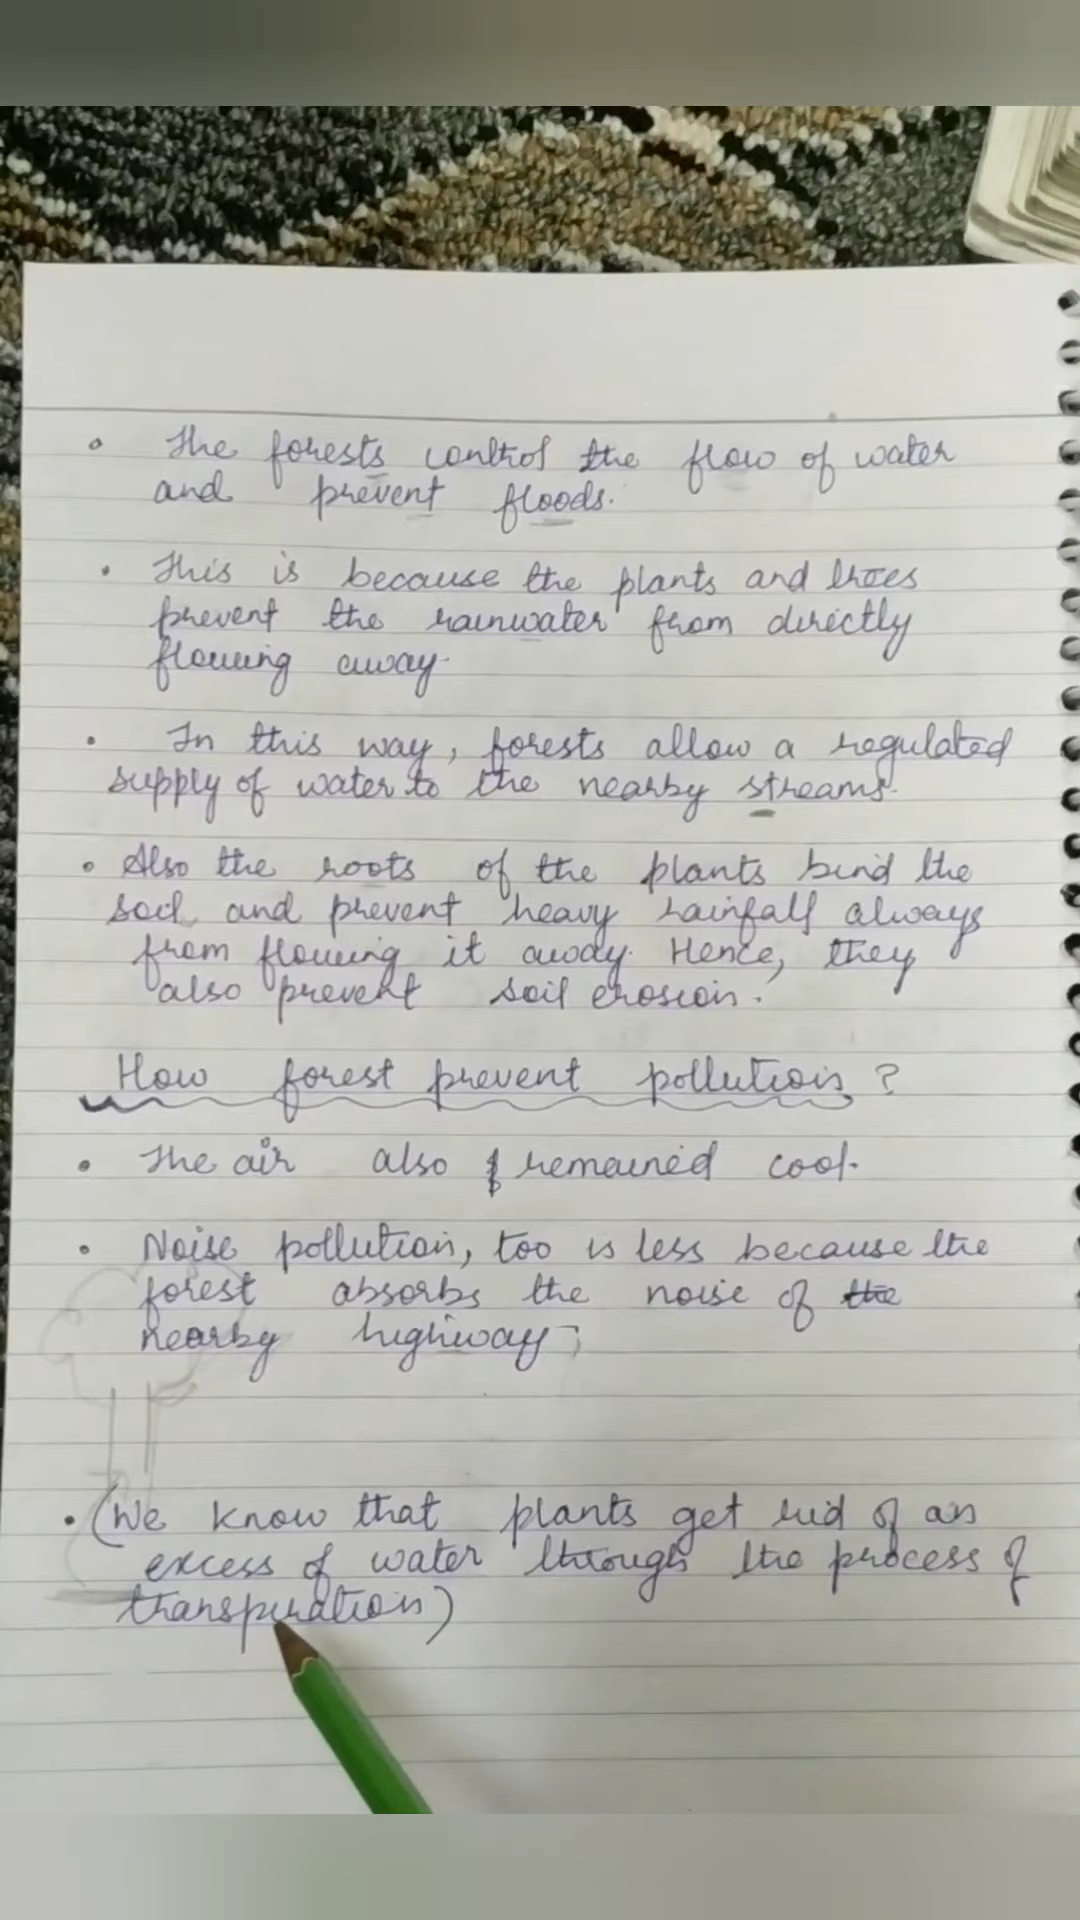 • The forests control the flow of water
and prevent floods.
• This is because the plants and trees
prevent the rainwater from directly
flowing away.
• In this way, forests allow a regulated
supply of water to the nearby streams.
• Also the roots of the plants bind the
soil and prevent heavy rainfall always
from flowing it away. Hence, they
also prevent soil erosion.
How forest prevent pollution?
• The air also remained cool.
• Noise pollution, too is less because the
forest absorbs the noise of the
nearby highway;
• (We know that plants get rid of an
excess of water through the process of
transpiration)